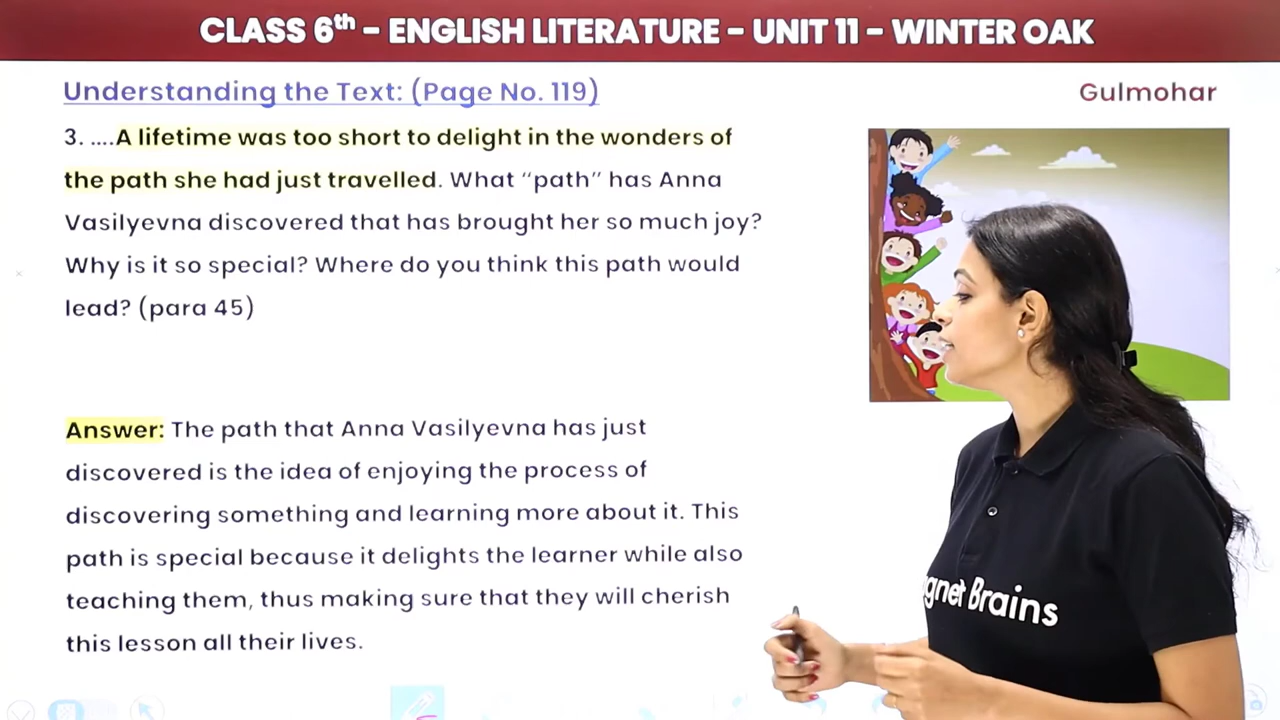 CLASS 6th – ENGLISH LITERATURE – UNIT 11 – WINTER OAK
Understanding the Text: (Page No. 119)
Gulmohar
3. ....A lifetime was too short to delight in the wonders of
the path she had just travelled. What “path” has Anna
Vasilyevna discovered that has brought her so much joy?
Why is it so special? Where do you think this path would
lead? (para 45)
Answer: The path that Anna Vasilyevna has just
discovered is the idea of enjoying the process of
discovering something and learning more about it. This
path is special because it delights the learner while also
teaching them, thus making sure that they will cherish
this lesson all their lives.
gnet Brains